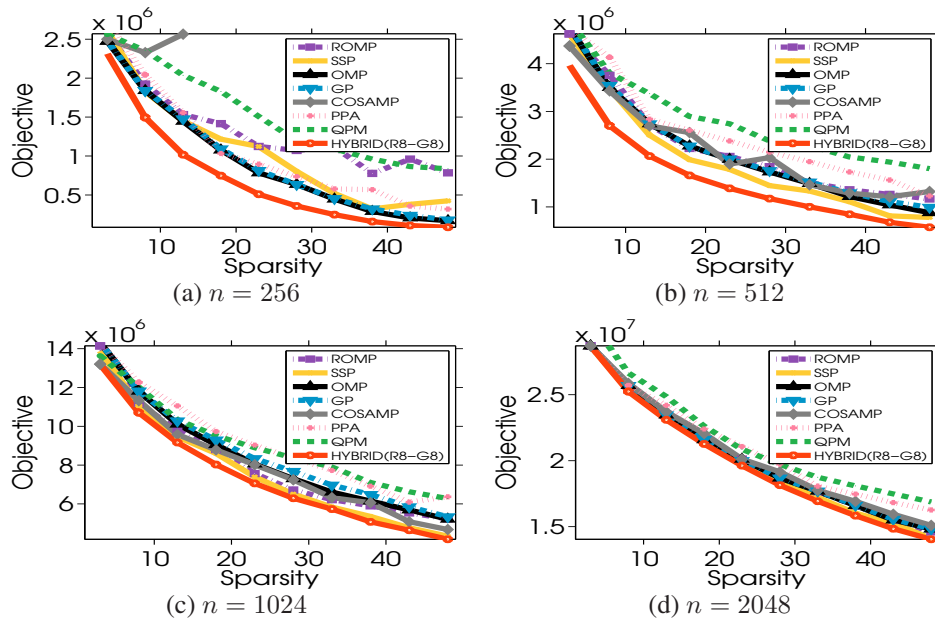 x 10^6
2.5
2
1.5
1
0.5
Objective
ROMP
SSP
OMP
GP
COSAMP
PPA
QPM
HYBRID(R8-G8)
10 20 30 40
Sparsity
(a) n = 256
x 10^6
4
3
2
1
Objective
ROMP
SSP
OMP
GP
COSAMP
PPA
QPM
HYBRID(R8-G8)
10 20 30 40
Sparsity
(b) n = 512
x 10^6
14
12
10
8
6
Objective
ROMP
SSP
OMP
GP
COSAMP
PPA
QPM
HYBRID(R8-G8)
10 20 30 40
Sparsity
(c) n = 1024
x 10^7
2.5
2
1.5
Objective
ROMP
SSP
OMP
GP
COSAMP
PPA
QPM
HYBRID(R8-G8)
10 20 30 40
Sparsity
(d) n = 2048